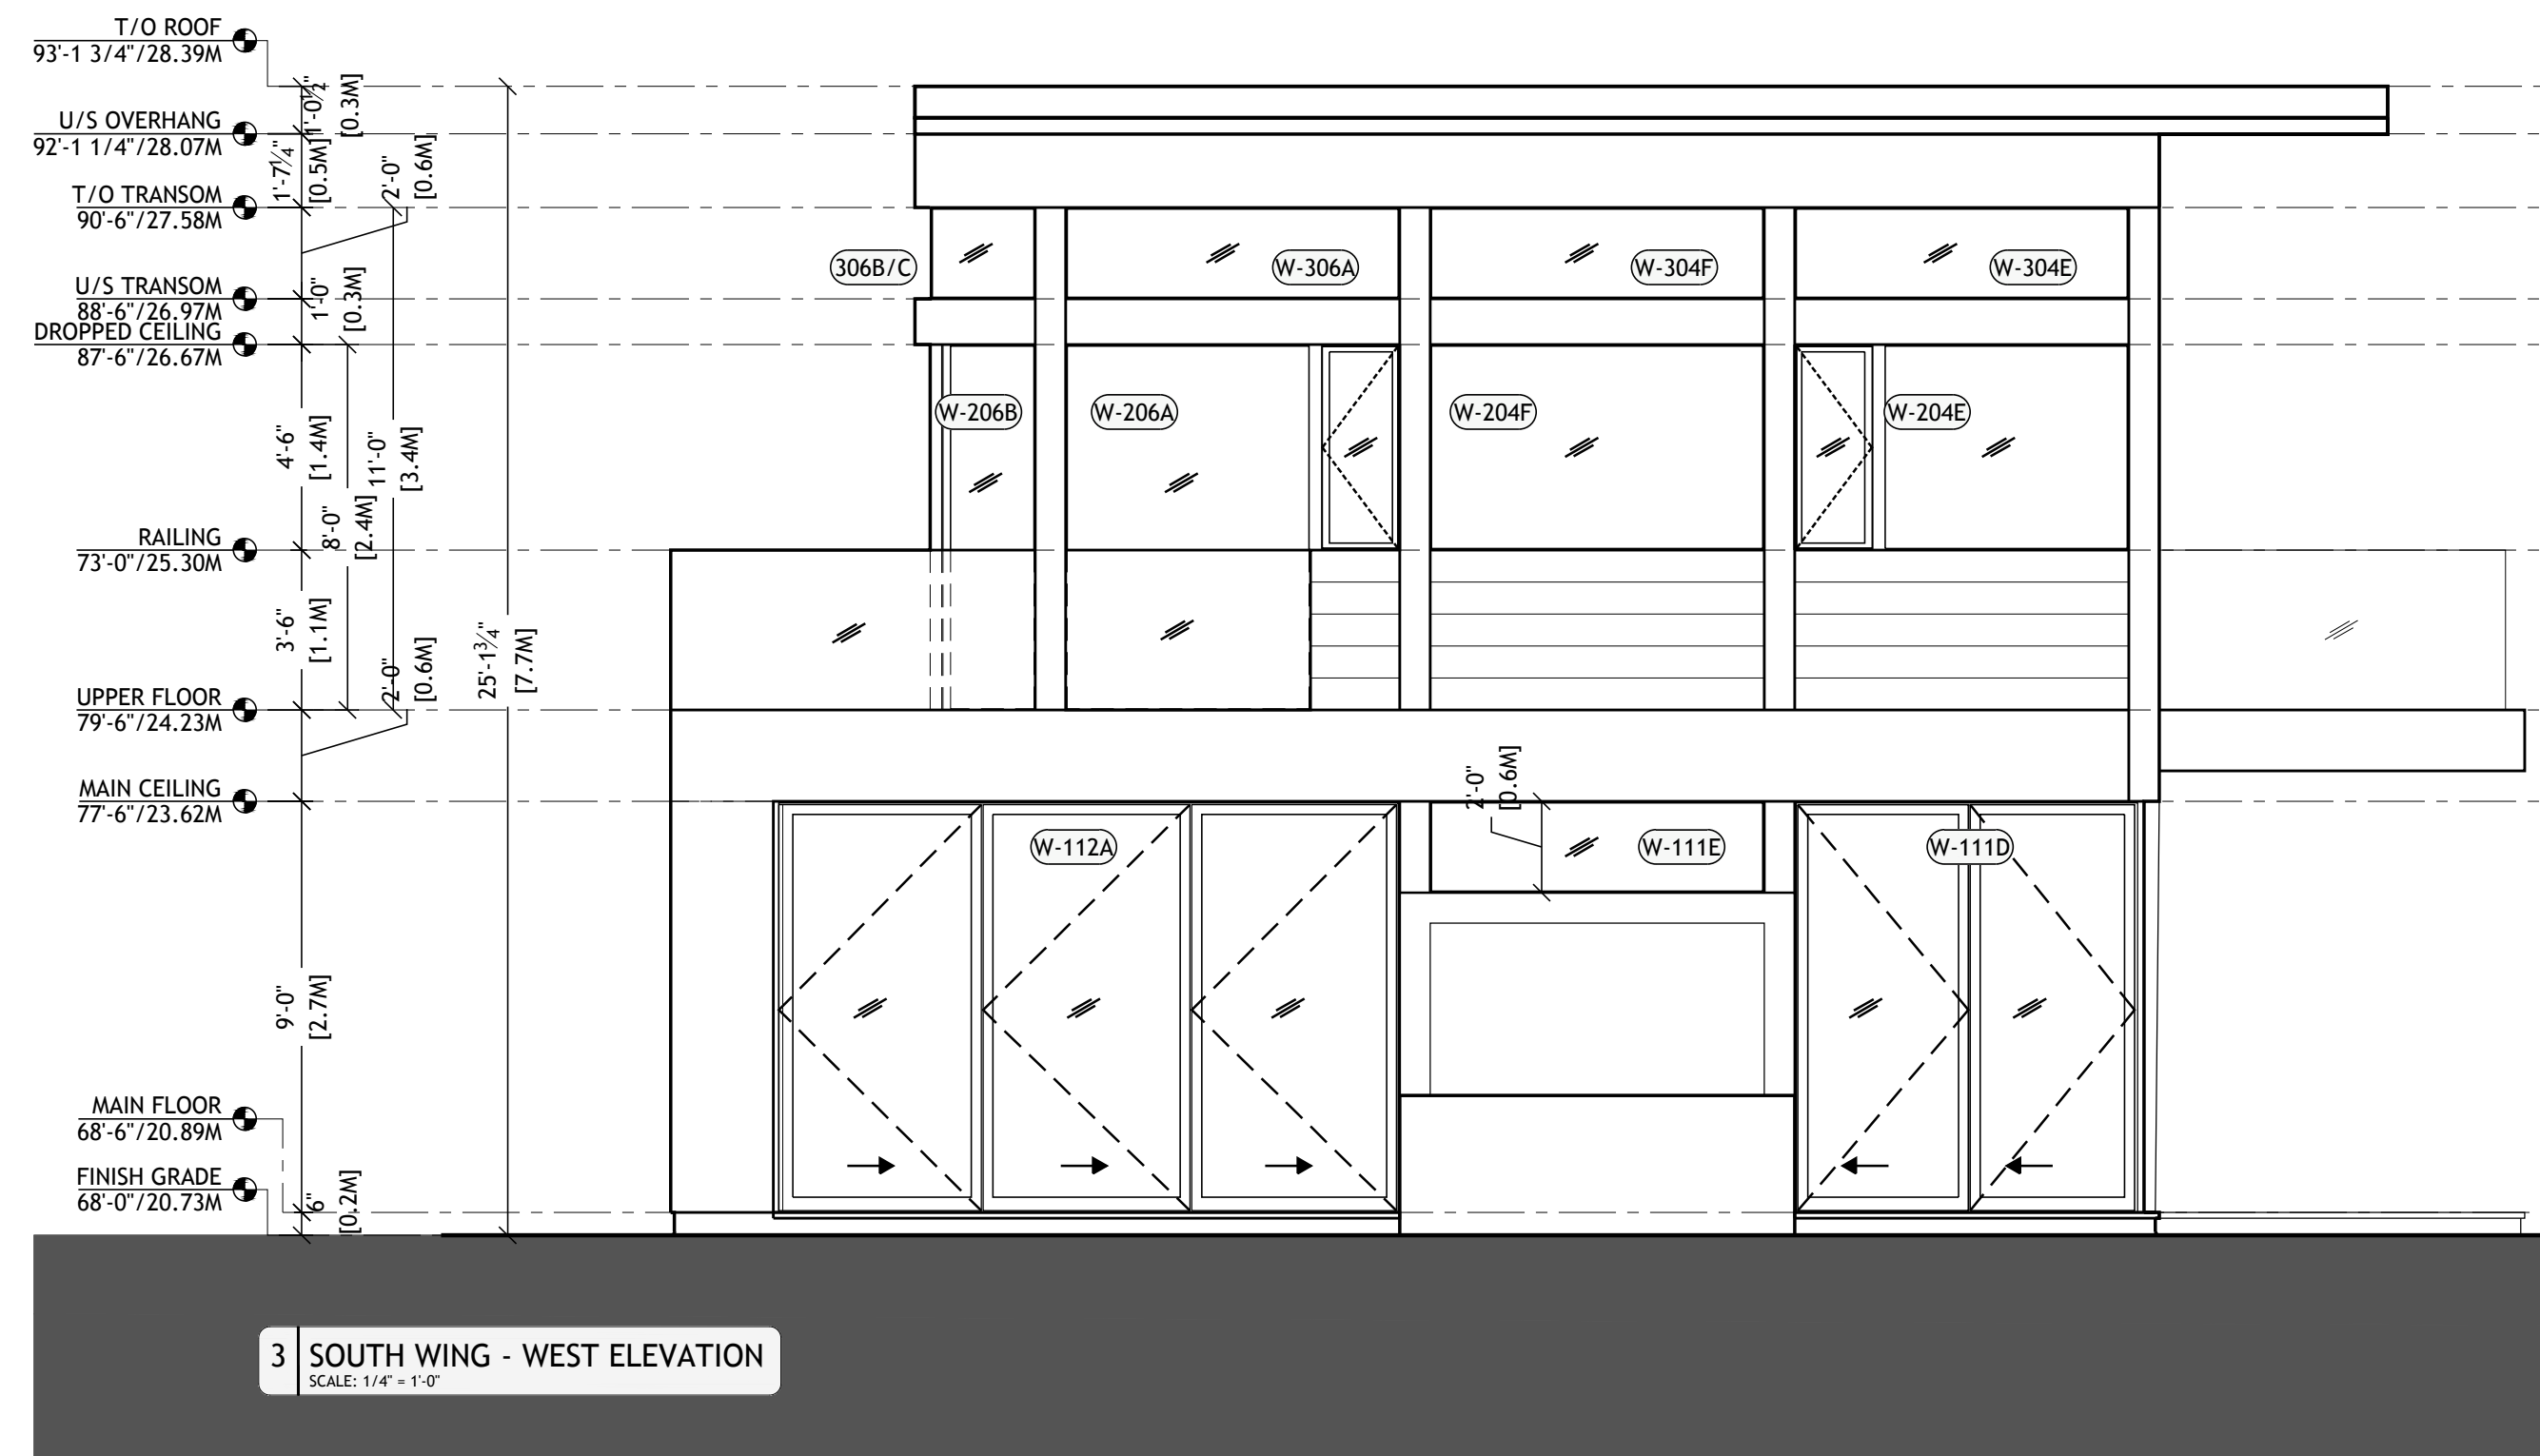 T/O ROOF
93'-1 3/4"/28.39M
U/S OVERHANG
92'-1 1/4"/28.07M
T/O TRANSOM
90'-6"/27.58M
U/S TRANSOM
88'-6"/26.97M
DROPPED CEILING
87'-6"/26.67M
RAILING
73'-0"/25.30M
UPPER FLOOR
79'-6"/24.23M
MAIN CEILING
77'-6"/23.62M
MAIN FLOOR
68'-6"/20.89M
FINISH GRADE
68'-0"/20.73M
1'-0½"
[0.3M]
1'-7¼"
[0.5M]
2'-0"
[0.6M]
1'-0"
[0.3M]
4'-6"
[1.4M]
11'-0"
[3.4M]
8'-0"
[2.4M]
3'-6"
[1.1M]
2'-0"
[0.6M]
25'-1¾"
[7.7M]
9'-0"
[2.7M]
6"
[0.2M]
306B/C
W-306A
W-304F
W-304E
W-206B
W-206A
W-204F
W-204E
2'-0"
[0.6M]
W-112A
W-111E
W-111D
3
SOUTH WING - WEST ELEVATION
SCALE: 1/4" = 1'-0"